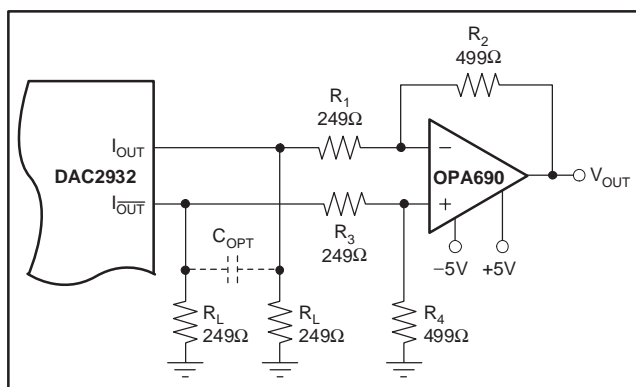 R2
499Ω
R1
249Ω
IOUT
−
DAC2932
OPA690
VOUT
IOUT
+
COPT
R3
249Ω
−5V
+5V
RL
249Ω
RL
249Ω
R4
499Ω